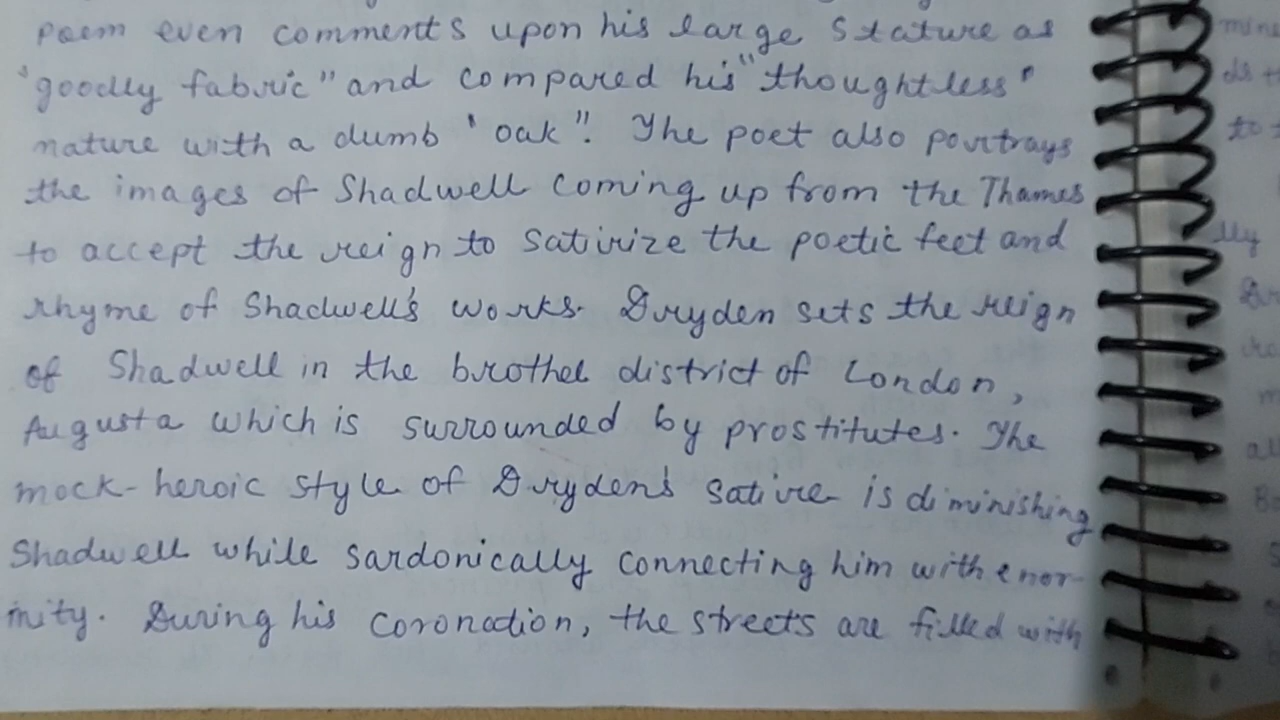 poem even comments upon his large stature as
'goodly fabric" and compared his "thoughtless"
nature with a dumb 'oak". The poet also portrays
the images of Shadwell coming up from the Thames
to accept the reign to satirize the poetic feet and
rhyme of Shadwell's works. Dryden sets the reign
of Shadwell in the brothel district of London,
Augusta which is surrounded by prostitutes. The
mock-heroic style of Dryden's satire is diminishing
Shadwell while sardonically connecting him with enor-
mity. During his coronation, the streets are filled with